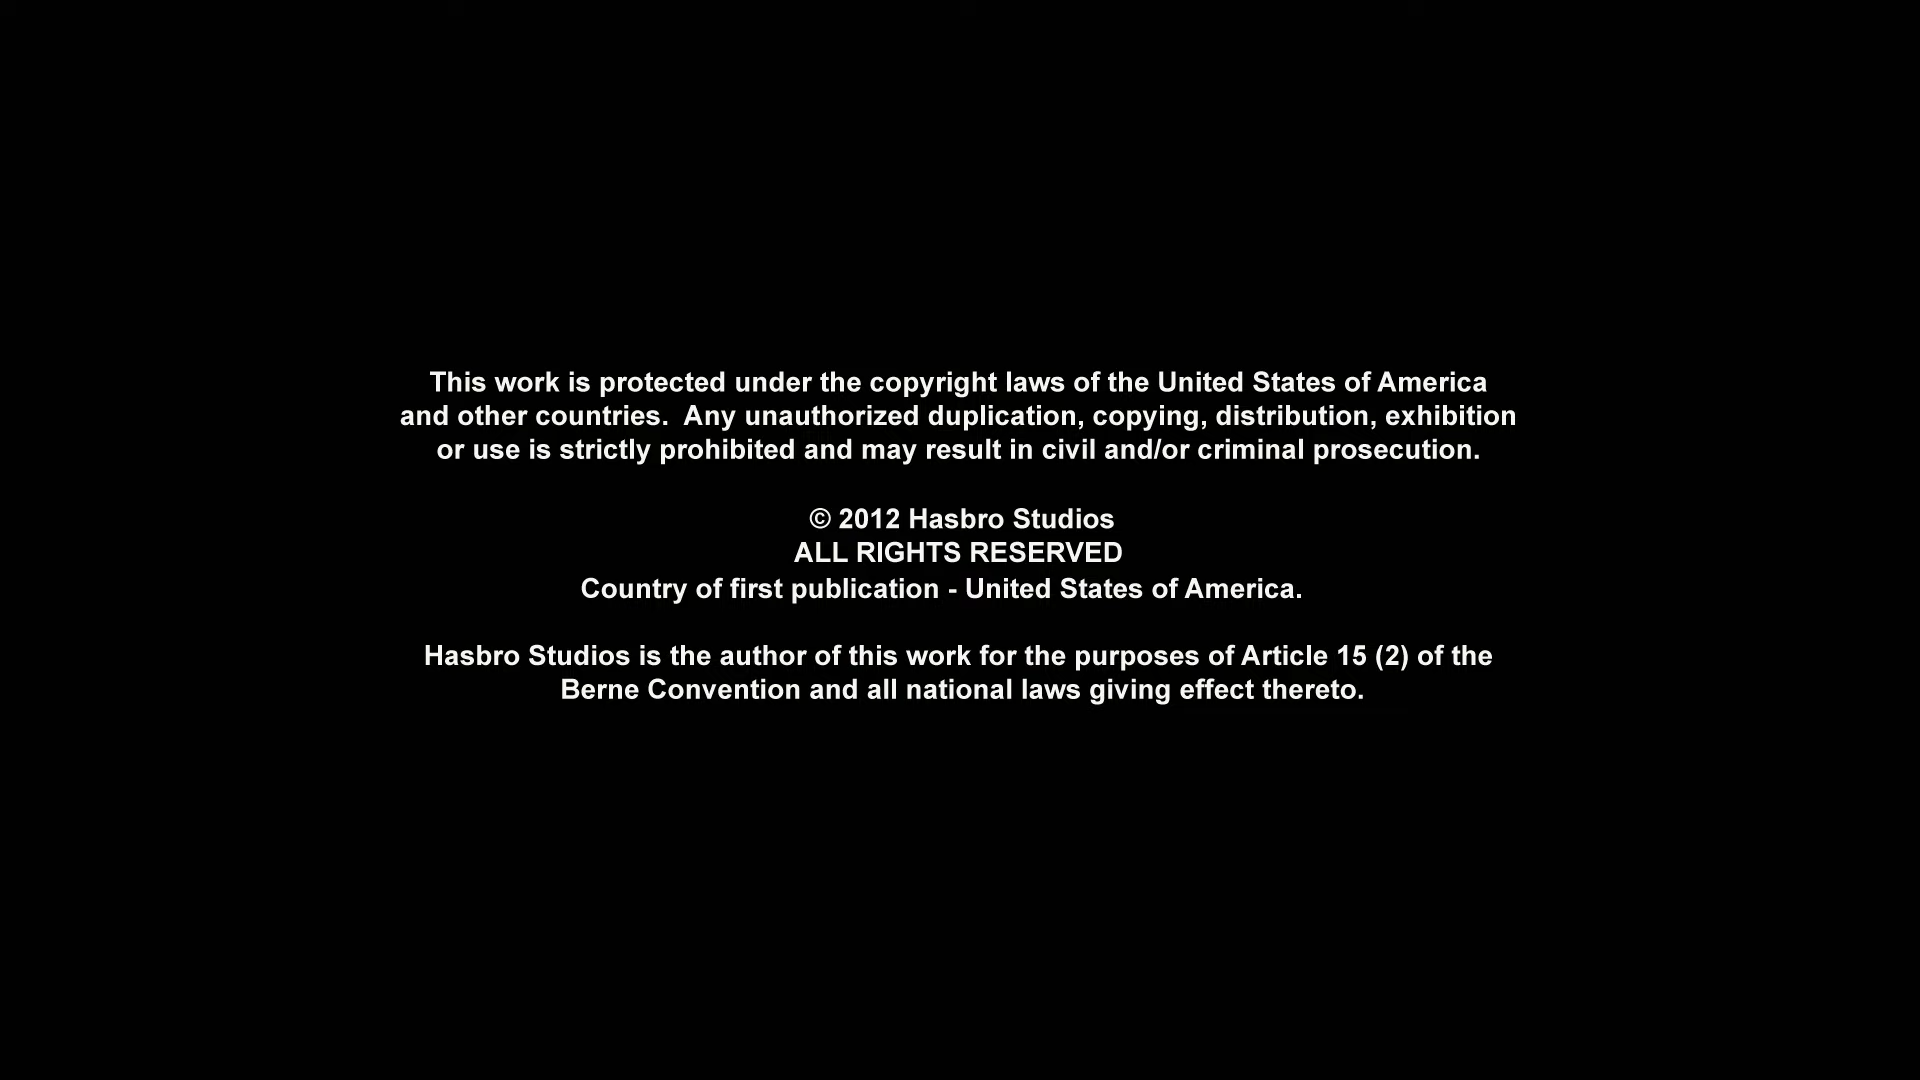 This work is protected under the copyright laws of the United States of America
and other countries.  Any unauthorized duplication, copying, distribution, exhibition
or use is strictly prohibited and may result in civil and/or criminal prosecution.
© 2012 Hasbro Studios
ALL RIGHTS RESERVED
Country of first publication - United States of America.
Hasbro Studios is the author of this work for the purposes of Article 15 (2) of the
Berne Convention and all national laws giving effect thereto.